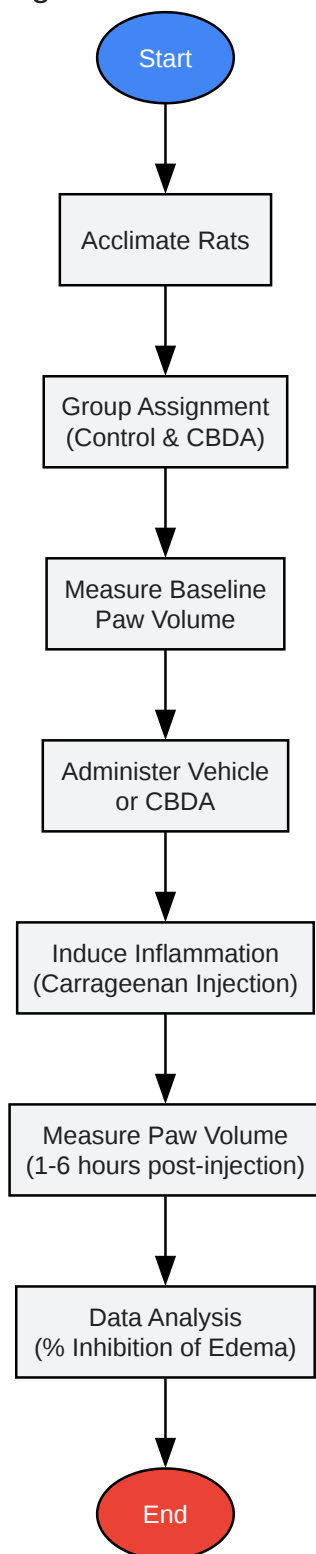 Start
Acclimate Rats
Group Assignment
(Control & CBDA)
Measure Baseline
Paw Volume
Administer Vehicle
or CBDA
Induce Inflammation
(Carrageenan Injection)
Measure Paw Volume
(1-6 hours post-injection)
Data Analysis
(% Inhibition of Edema)
End